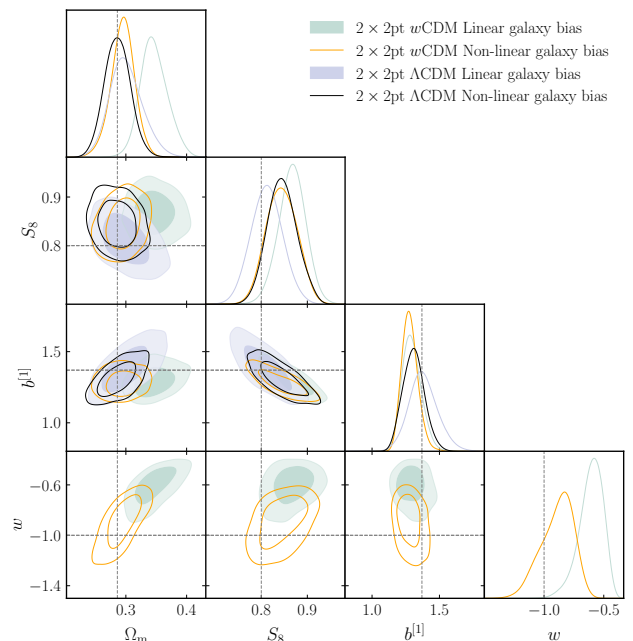 2 × 2pt wCDM Linear galaxy bias
2 × 2pt wCDM Non-linear galaxy bias
2 × 2pt ΛCDM Linear galaxy bias
2 × 2pt ΛCDM Non-linear galaxy bias
0.9
0.8
S₈
1.5
1.0
b[1]
−0.6
−1.0
−1.4
w
0.3 0.4
0.8 0.9
1.0 1.5
−1.0 −0.5
Ωₘ S₈ b[1] w